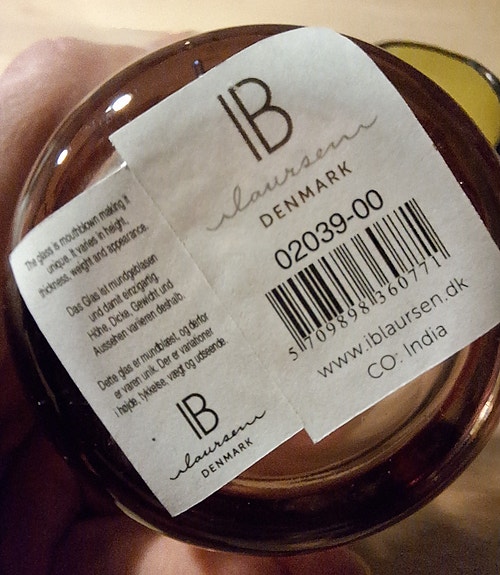 IB
ilaursen
DENMARK
02039-00
5 709898 360771
www.iblaursen.dk
CO: India
The glass is mouthblown making it
unique. It varies in height,
thickness, weight and appearance.
Das Glas ist mundgeblasen
und damit einzigartig.
Höhe, Dicke, Gewicht und
Aussehen variieren deshalb.
Dette glas er mundblæst, og derfor
er varen unik. Der er variationer
i højde, tykkelse, vægt og udseende.
IB
ilaursen
DENMARK